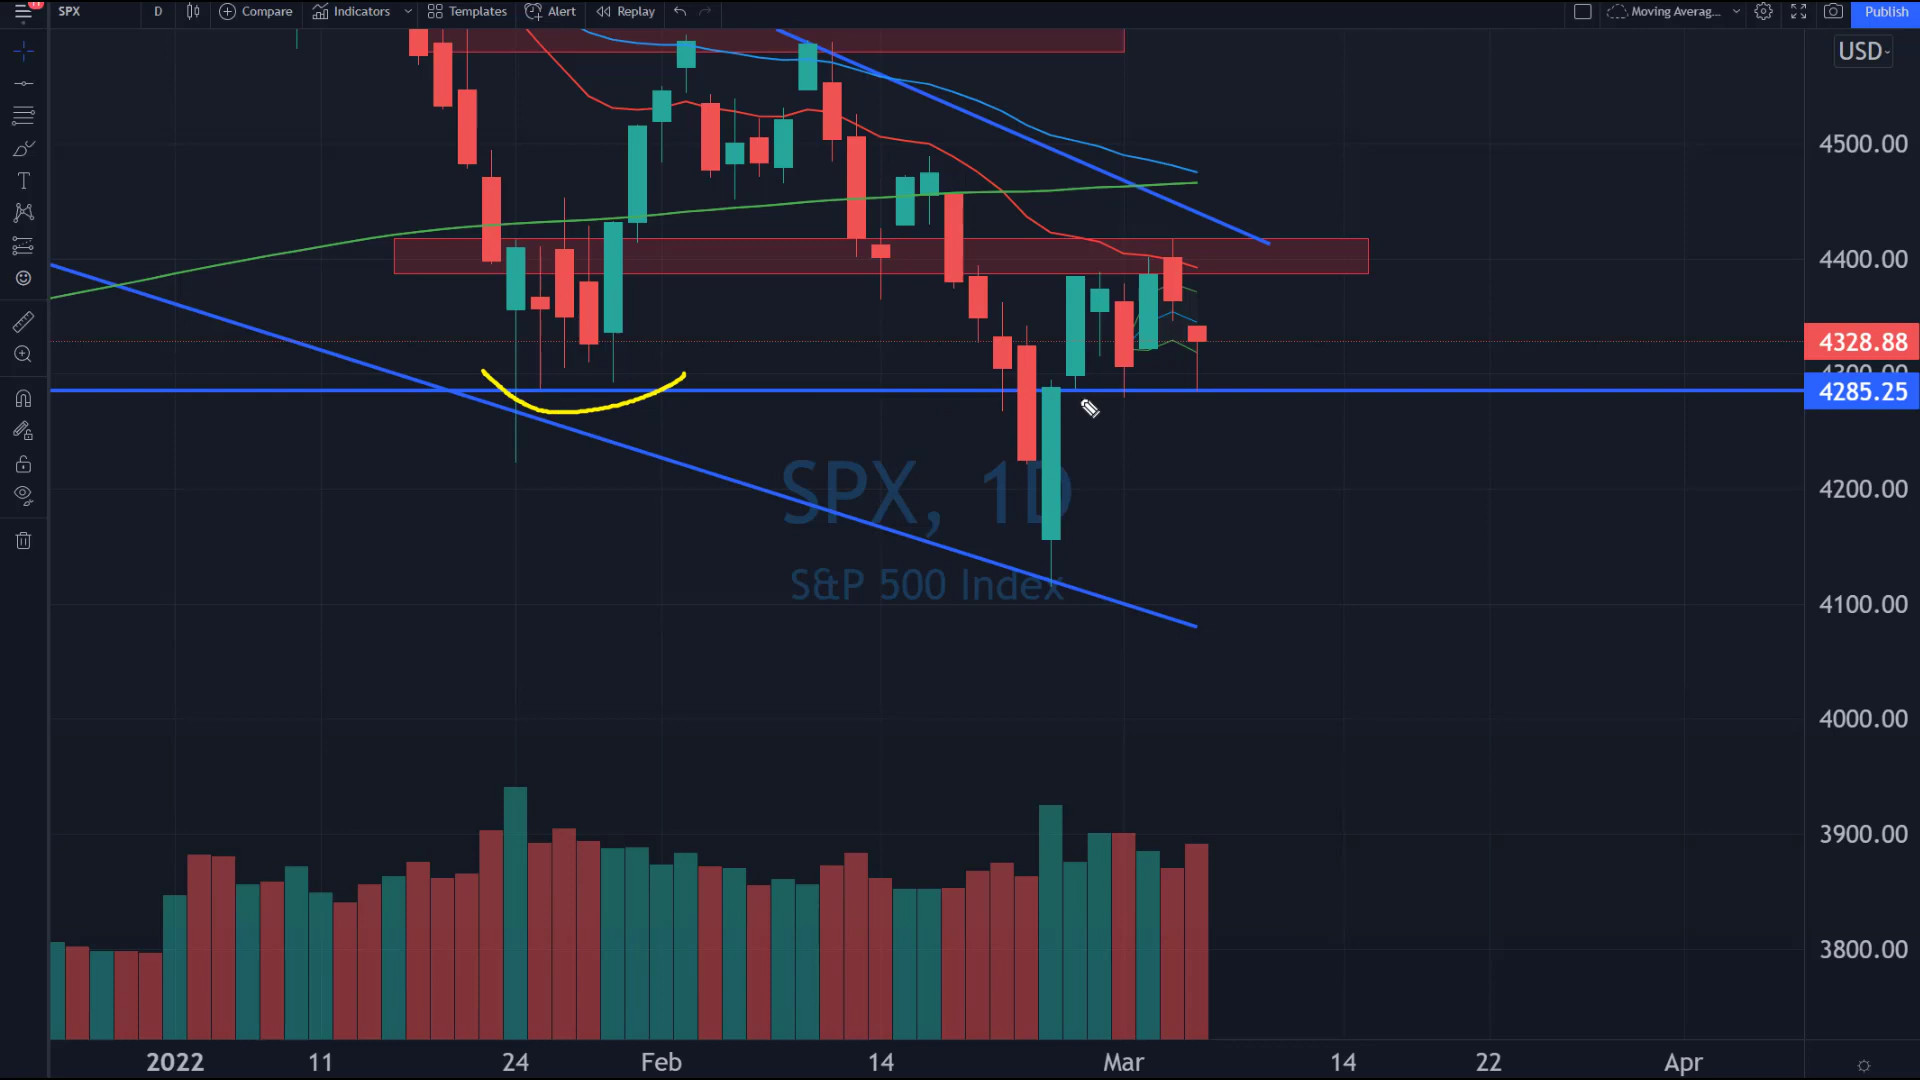 SPX D Compare Indicators Templates Alert Replay Moving Averag... Publish
USD
4500.00
4400.00
4328.88
4285.25
SPX, 1D
4200.00
S&P 500 Index
4100.00
4000.00
3900.00
3800.00
2022 11 24 Feb 14 Mar 14 22 Apr